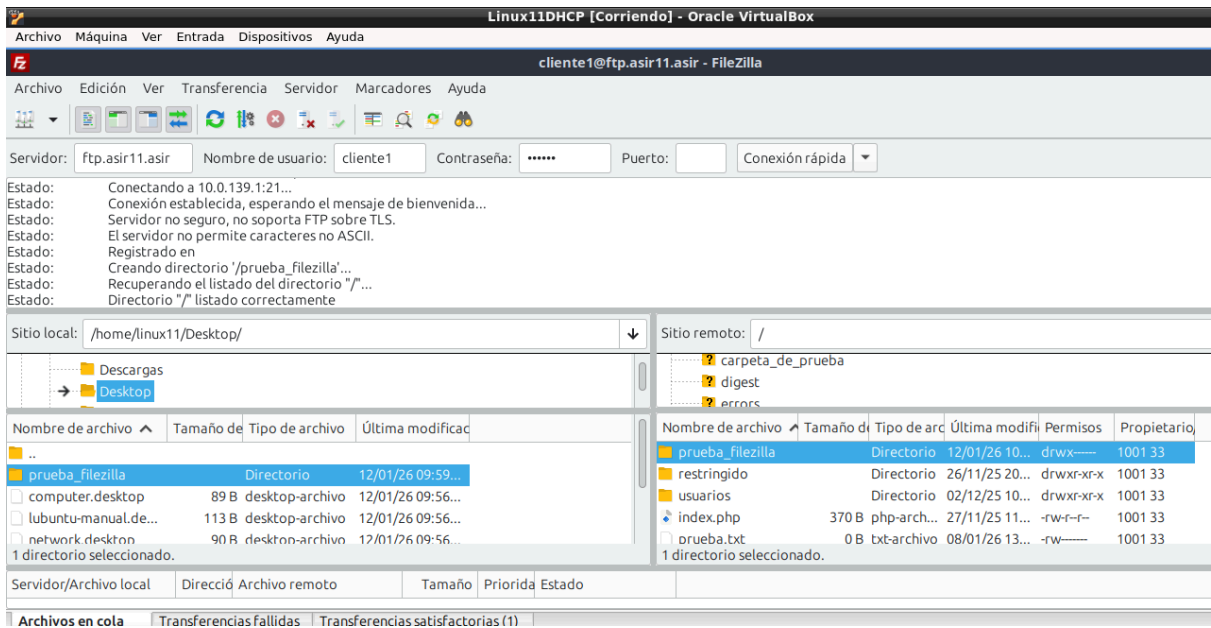 Linux11DHCP [Corriendo] - Oracle VirtualBox
Archivo Máquina Ver Entrada Dispositivos Ayuda
Fz cliente1@ftp.asir11.asir - FileZilla
Archivo Edición Ver Transferencia Servidor Marcadores Ayuda
Servidor: ftp.asir11.asir Nombre de usuario: cliente1 Contraseña: •••••• Puerto: Conexión rápida
Estado: Conectando a 10.0.139.1:21...
Estado: Conexión establecida, esperando el mensaje de bienvenida...
Estado: Servidor no seguro, no soporta FTP sobre TLS.
Estado: El servidor no permite caracteres no ASCII.
Estado: Registrado en
Estado: Creando directorio '/prueba_filezilla'...
Estado: Recuperando el listado del directorio "/"...
Estado: Directorio "/" listado correctamente
Sitio local: /home/linux11/Desktop/
Descargas
Desktop
Nombre de archivo Tamaño de Tipo de archivo Última modificac
..
prueba_filezilla Directorio 12/01/26 09:59...
computer.desktop 89 B desktop-archivo 12/01/26 09:56...
lubuntu-manual.de... 113 B desktop-archivo 12/01/26 09:56...
network.desktop 90 B desktop-archivo 12/01/26 09:56...
1 directorio seleccionado.
Sitio remoto: /
carpeta_de_prueba
digest
errors
Nombre de archivo Tamaño de Tipo de arc Última modifi Permisos Propietario/
prueba_filezilla Directorio 12/01/26 10... drwx------ 1001 33
restringido Directorio 26/11/25 20... drwxr-xr-x 1001 33
usuarios Directorio 02/12/25 10... drwxr-xr-x 1001 33
index.php 370 B php-arch... 27/11/25 11... -rw-r--r-- 1001 33
prueba.txt 0 B txt-archivo 08/01/26 13... -rw------- 1001 33
1 directorio seleccionado.
Servidor/Archivo local Direcció Archivo remoto Tamaño Priorida Estado
Archivos en cola Transferencias fallidas Transferencias satisfactorias (1)